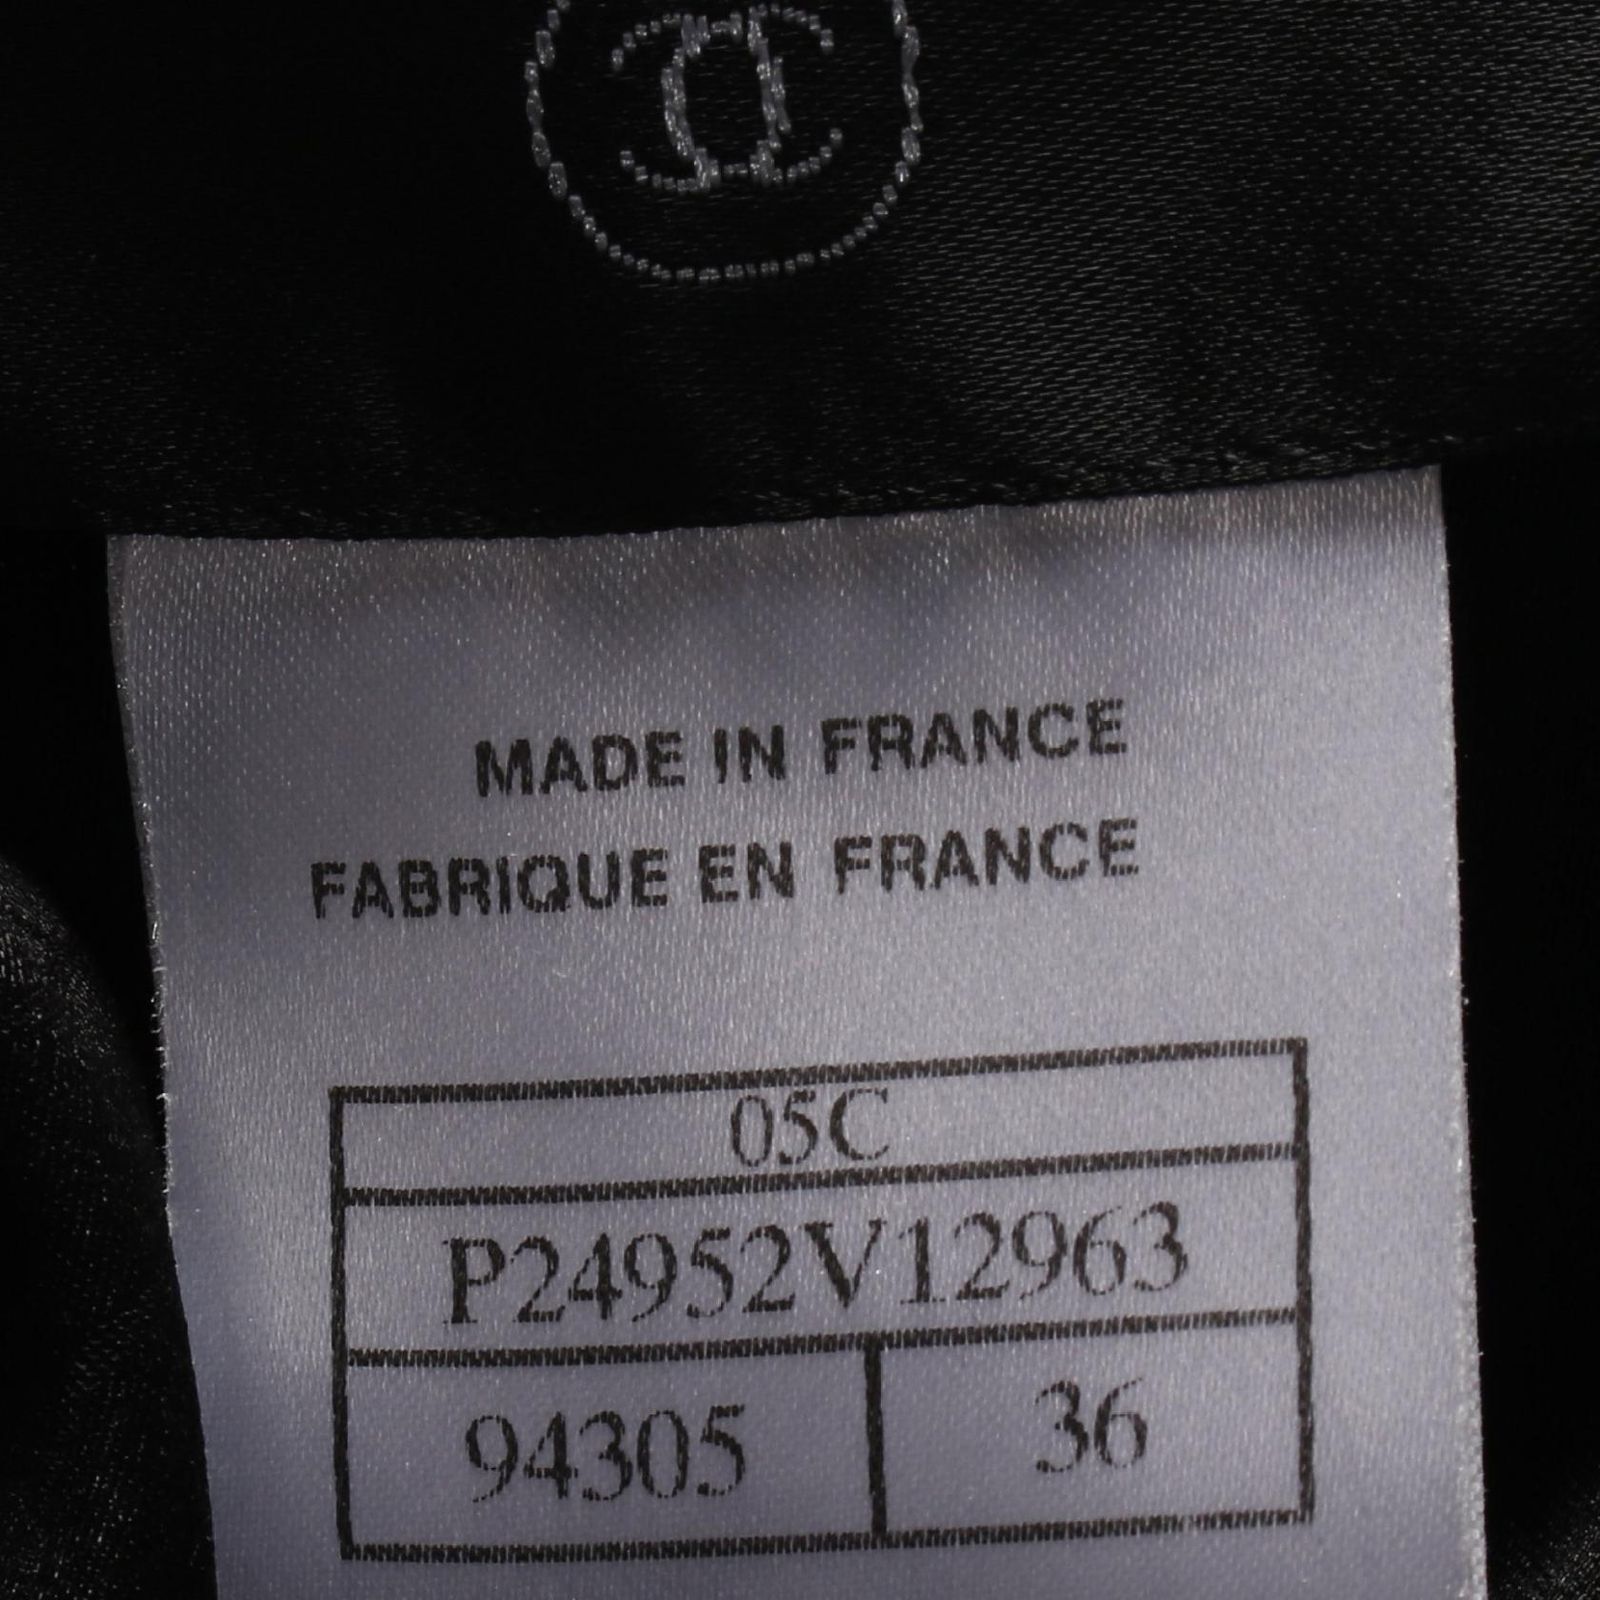 MADE IN FRANCE
FABRIQUE EN FRANCE
05C
P24952V12963
94305 36